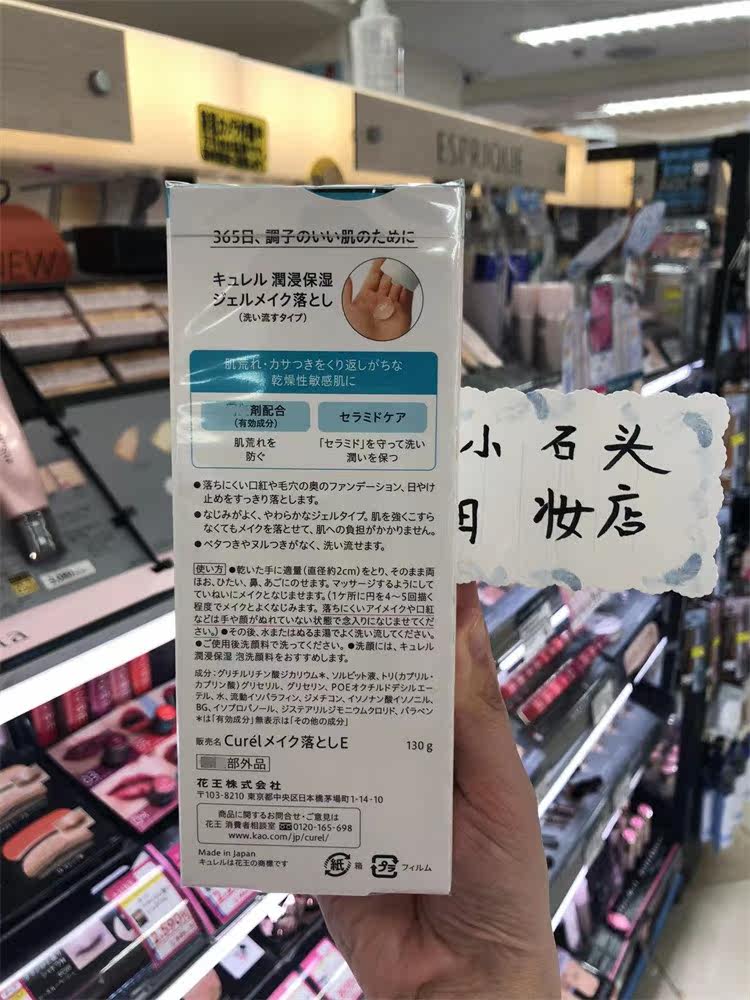 ESPRIQUE
NEW
365日、調子のいい肌のために
キュレル 潤浸保湿
ジェルメイク落とし
(洗い流すタイプ)
肌荒れ・カサつきをくり返しがちな
乾燥性敏感肌に
剤配合
(有効成分)
セラミドケア
肌荒れを
防ぐ
「セラミド」を守って洗い
潤いを保つ
●落ちにくい口紅や毛穴の奥のファンデーション、日やけ
止めをすっきり落とします。
●なじみがよく、やわらかなジェルタイプ。肌を強くこすら
なくてもメイクを落とせて、肌への負担がかかりません。
●ベタつきやヌルつきがなく、洗い流せます。
使い方 ●乾いた手に適量(直径約2cm)をとり、そのまま両
ほお、ひたい、鼻、あごにのせます。マッサージするようにして
ていねいにメイクとなじませます。(1ケ所に円を4〜5回描く
程度でメイクとよくなじみます。落ちにくいアイメイクや口紅
などは手や顔がぬれていない状態で念入りになじませてくだ
さい。)●その後、水またはぬるま湯でよく洗い流してください。
●ご使用後洗顔料で洗ってください。●洗顔には、キュレル
潤浸保湿 泡洗顔料をおすすめします。
成分:グリチルリチン酸ジカリウム*、ソルビット液、トリ(カプリル・
カプリン酸)グリセリル、グリセリン、POEオクチルドデシルエー
テル、水、流動イソパラフィン、ジメチコン、イソノナン酸イソノニル、
BG、イソプロパノール、ジステアリルジモニウムクロリド、パラベン
*は「有効成分」無表示は「その他の成分」
販売名 Curélメイク落としE 130g
部外品
花王株式会社
〒103-8210 東京都中央区日本橋茅場町1-14-10
商品に関するお問合せ・ご意見は
花王 消費者相談室 0120-165-698
www.kao.com/jp/curel/
Made in Japan
キュレルは花王の商標です
紙 箱 プラ フィルム
小石头
日妆店